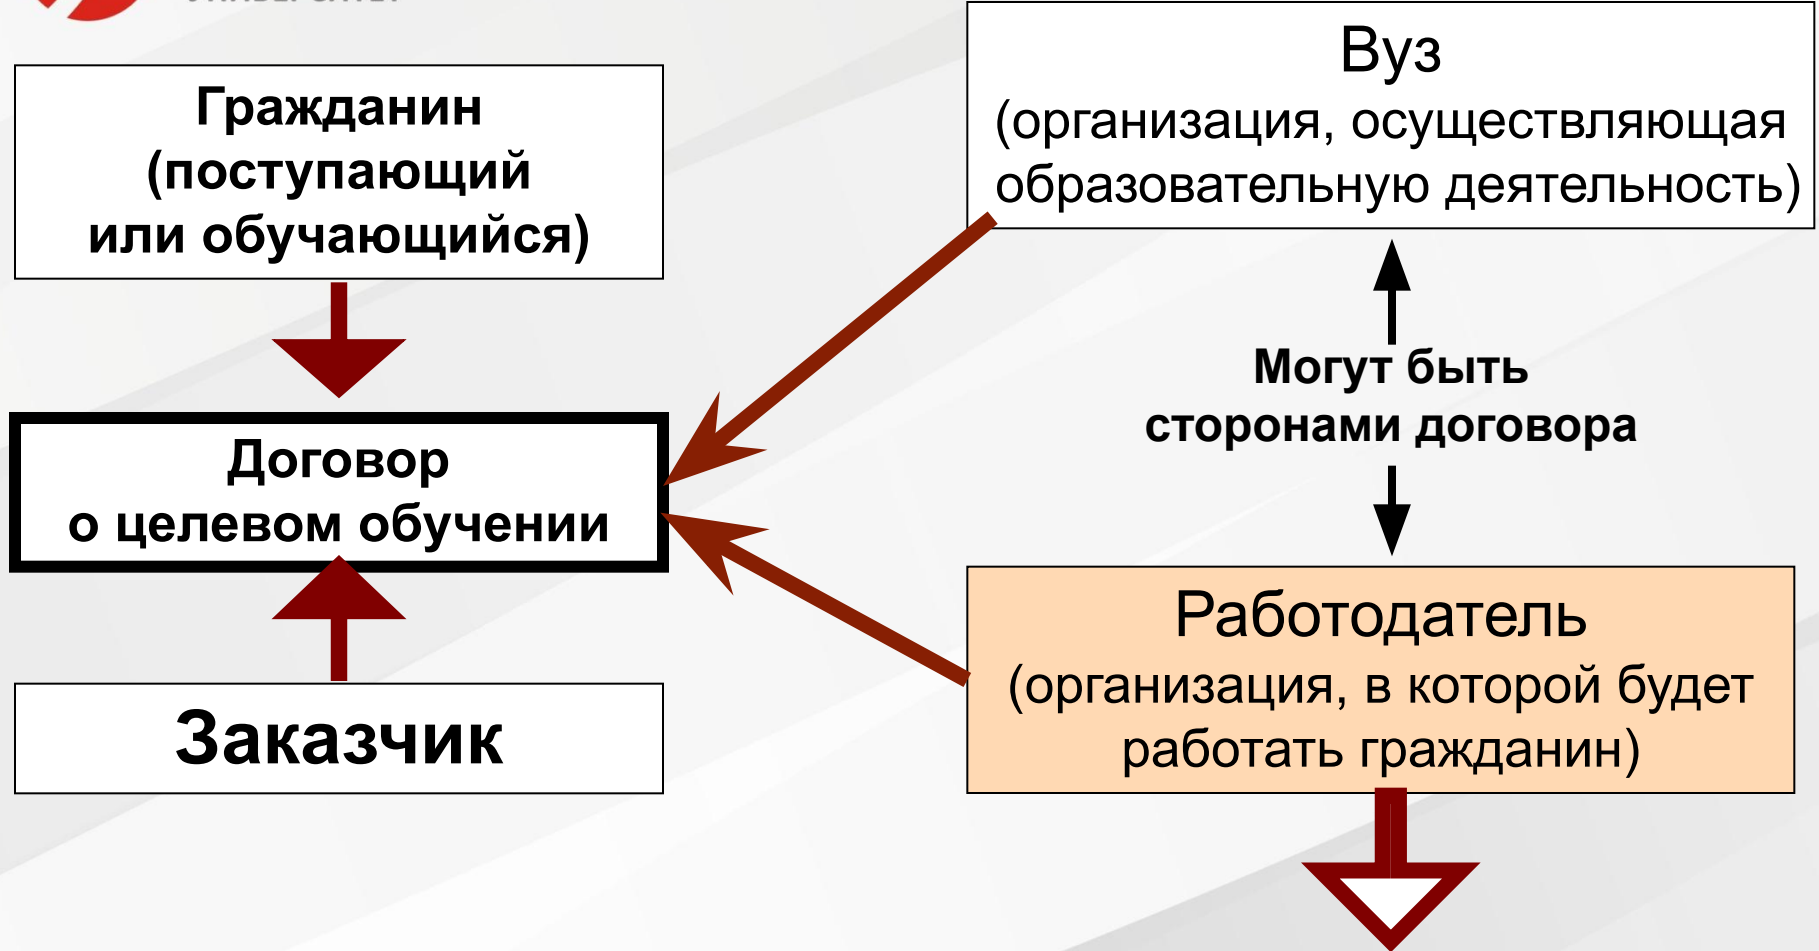 Гражданин
(поступающий
или обучающийся)
Договор
о целевом обучении
Заказчик
Вуз
(организация, осуществляющая
образовательную деятельность)
Могут быть
сторонами договора
Работодатель
(организация, в которой будет
работать гражданин)